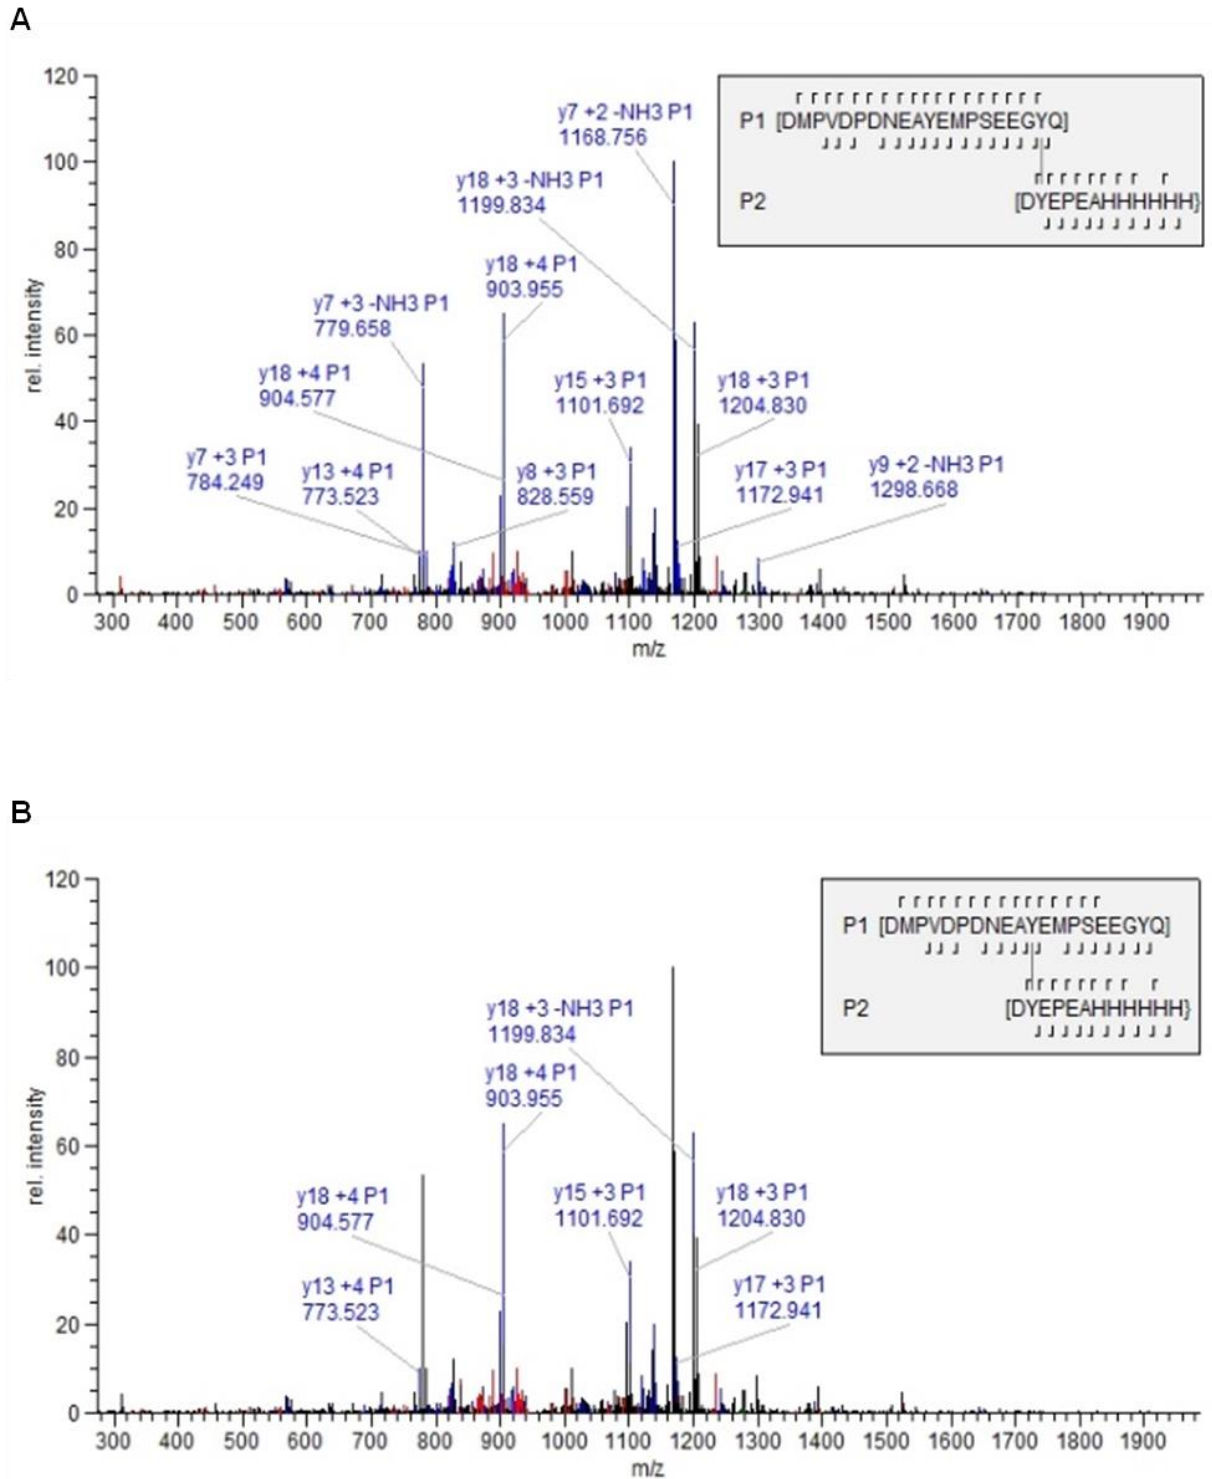 A
120
100
80
60
40
20
0
rel. intensity
y7 +2 -NH3 P1
1168.756
y18 +3 -NH3 P1
1199.834
y18 +4 P1
903.955
y7 +3 -NH3 P1
779.658
y18 +4 P1
904.577
y15 +3 P1
1101.692
y18 +3 P1
1204.830
y7 +3 P1
784.249
y13 +4 P1
773.523
y8 +3 P1
828.559
y17 +3 P1
1172.941
y9 +2 -NH3 P1
1298.668
P1 [DMPVDPDNEAYEMPSEEGYQ]
P2 [DYEPEAHHHHHH}
300 400 500 600 700 800 900 1000 1100 1200 1300 1400 1500 1600 1700 1800 1900
m/z
B
120
100
80
60
40
20
0
rel. intensity
P1 [DMPVDPDNEAYEMPSEEGYQ]
P2 [DYEPEAHHHHHH}
y18 +3 -NH3 P1
1199.834
y18 +4 P1
903.955
y18 +4 P1
904.577
y15 +3 P1
1101.692
y18 +3 P1
1204.830
y13 +4 P1
773.523
y17 +3 P1
1172.941
300 400 500 600 700 800 900 1000 1100 1200 1300 1400 1500 1600 1700 1800 1900
m/z